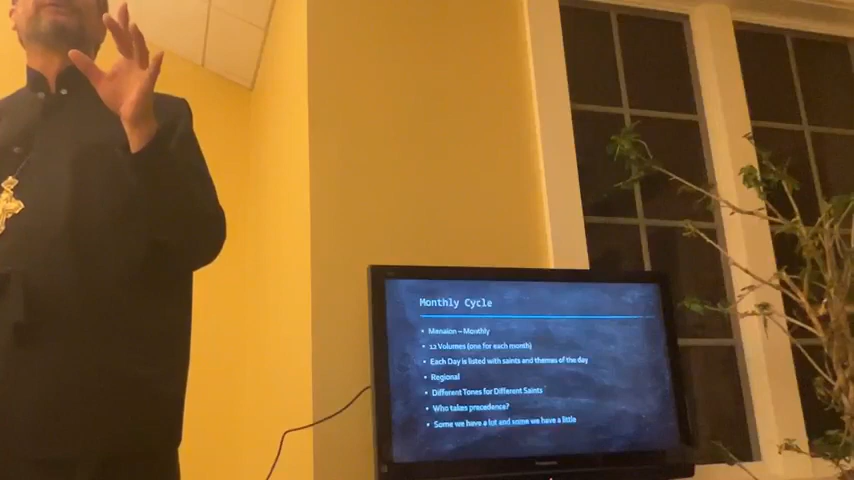 Monthly Cycle
• Menaion – Monthly
• 12 Volumes (one for each month)
• Each Day is listed with saints and themes of the day
• Regional
• Different Tones for Different Saints
• Who takes precedence?
• Some we have a lot and some we have a little
Panasonic